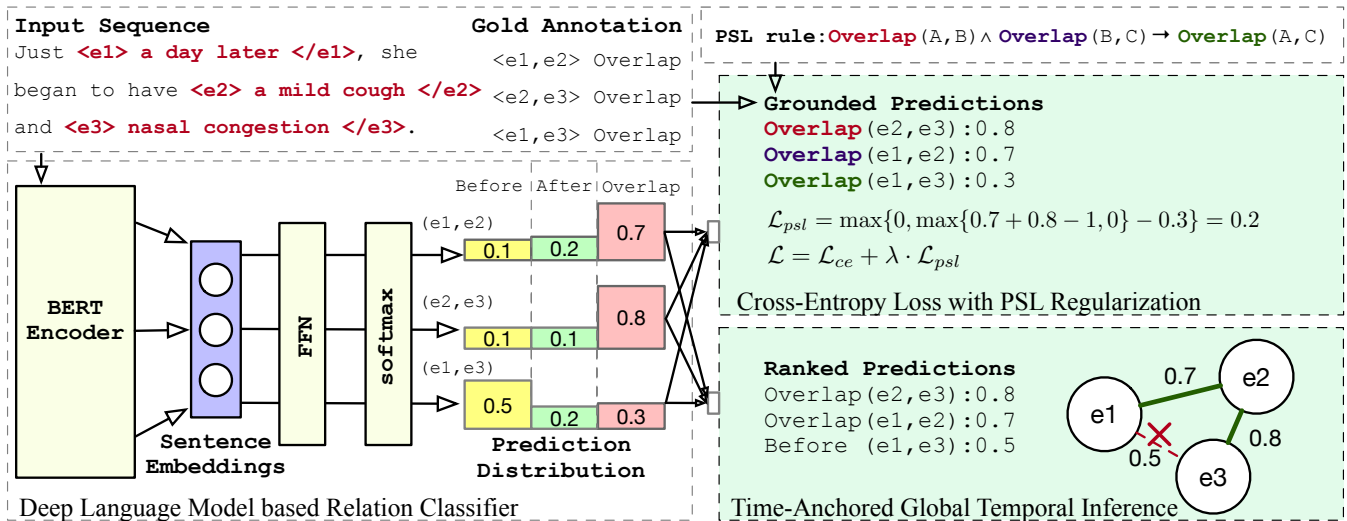 Input Sequence
Just <e1> a day later </e1>, she
began to have <e2> a mild cough </e2>
and <e3> nasal congestion </e3>.
Gold Annotation
<e1,e2> Overlap
<e2,e3> Overlap
<e1,e3> Overlap
PSL rule:Overlap(A,B)∧ Overlap(B,C)→ Overlap(A,C)
Grounded Predictions
Overlap(e2,e3):0.8
Overlap(e1,e2):0.7
Overlap(e1,e3):0.3
ℒ_psl = max{0, max{0.7 + 0.8 − 1, 0} − 0.3} = 0.2
ℒ = ℒ_ce + λ · ℒ_psl
Cross-Entropy Loss with PSL Regularization
BERT
Encoder
Sentence
Embeddings
FFN
softmax
Before After Overlap
(e1,e2)
0.1 0.2 0.7
(e2,e3)
0.1 0.1 0.8
(e1,e3)
0.5 0.2 0.3
Prediction
Distribution
Deep Language Model based Relation Classifier
Ranked Predictions
Overlap(e2,e3):0.8
Overlap(e1,e2):0.7
Before (e1,e3):0.5
e1
0.7
e2
0.8
0.5
e3
Time-Anchored Global Temporal Inference